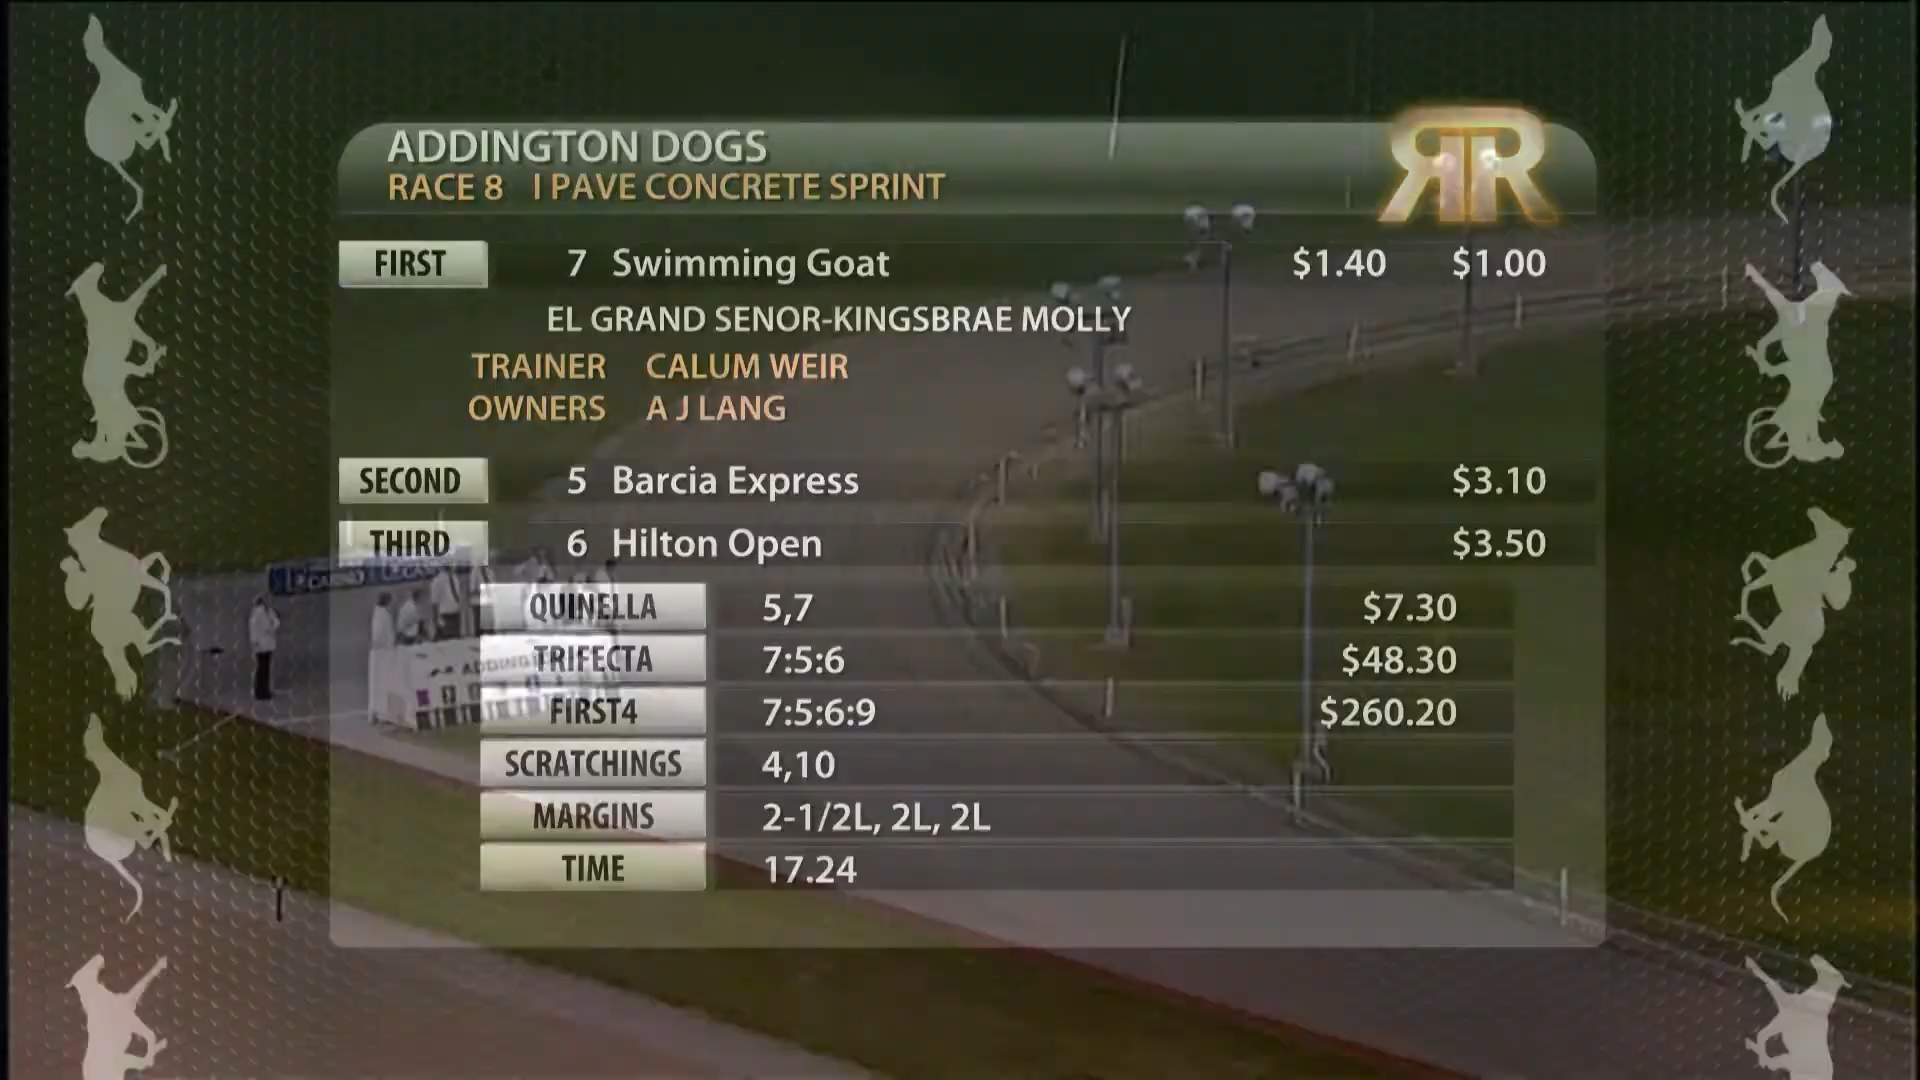 ADDINGTON DOGS
RACE 8 I PAVE CONCRETE SPRINT
FIRST 7 Swimming Goat $1.40 $1.00
EL GRAND SENOR-KINGSBRAE MOLLY
TRAINER CALUM WEIR
OWNERS A J LANG
SECOND 5 Barcia Express $3.10
THIRD 6 Hilton Open $3.50
QUINELLA 5,7 $7.30
TRIFECTA 7:5:6 $48.30
FIRST4 7:5:6:9 $260.20
SCRATCHINGS 4,10
MARGINS 2-1/2L, 2L, 2L
TIME 17.24